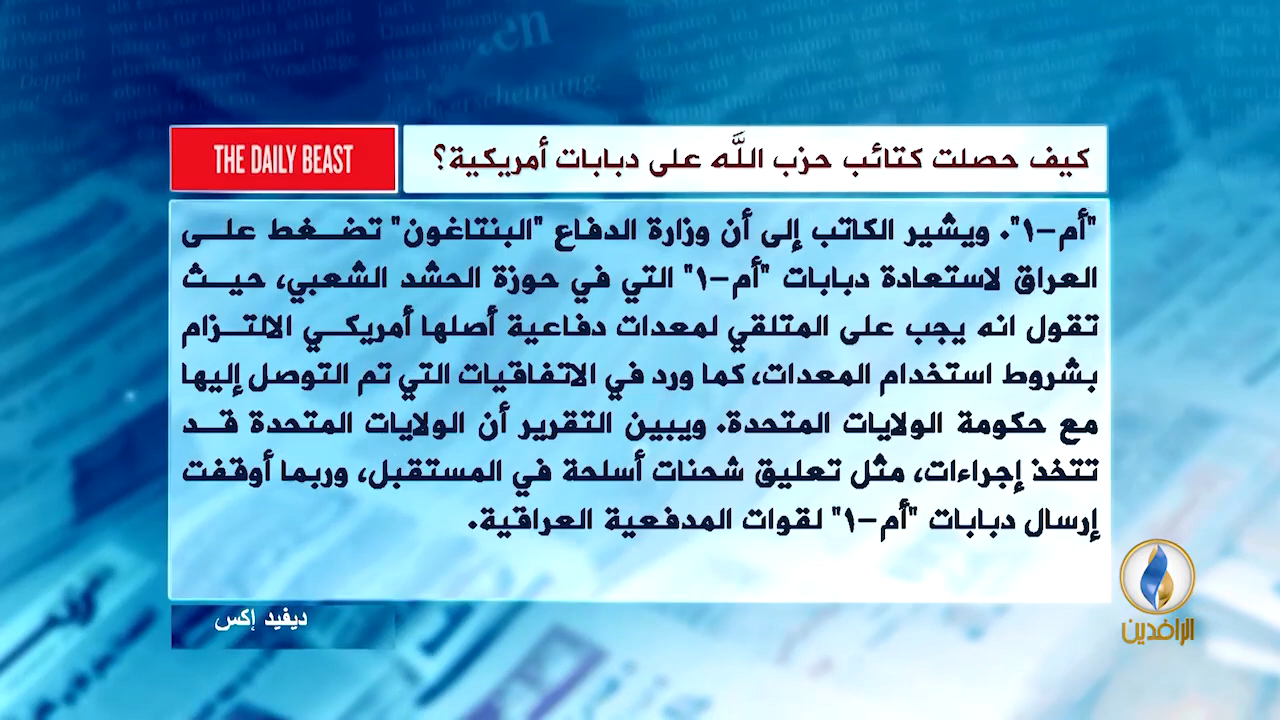 كيف حصلت كتائب حزب اللَّه على دبابات أمريكية؟
THE DAILY BEAST
"أم-١". ويشير الكاتب إلى أن وزارة الدفاع "البنتاغون" تضغط على
العراق لاستعادة دبابات "أم-١" التي في حوزة الحشد الشعبي، حيث
تقول انه يجب على المتلقي لمعدات دفاعية أصلها أمريكي الالتزام
بشروط استخدام المعدات، كما ورد في الاتفاقيات التي تم التوصل إليها
مع حكومة الولايات المتحدة. ويبين التقرير أن الولايات المتحدة قد
تتخذ إجراءات، مثل تعليق شحنات أسلحة في المستقبل، وربما أوقفت
إرسال دبابات "أم-١" لقوات المدفعية العراقية.
ديفيد إكس
الرافدين